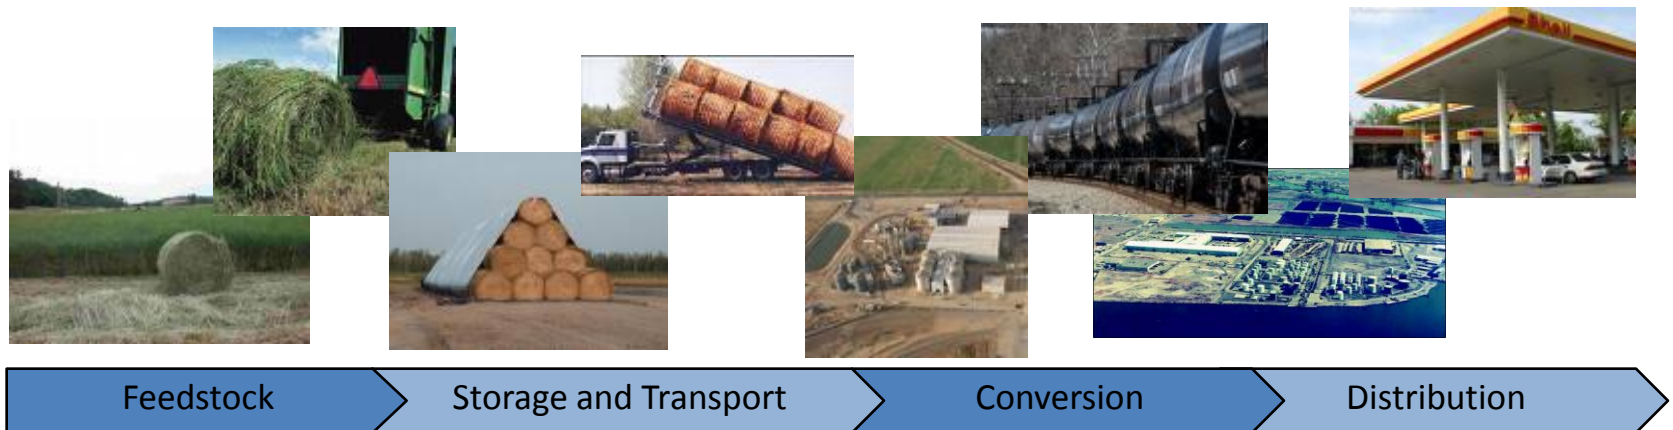 Shell
Feedstock
Storage and Transport
Conversion
Distribution